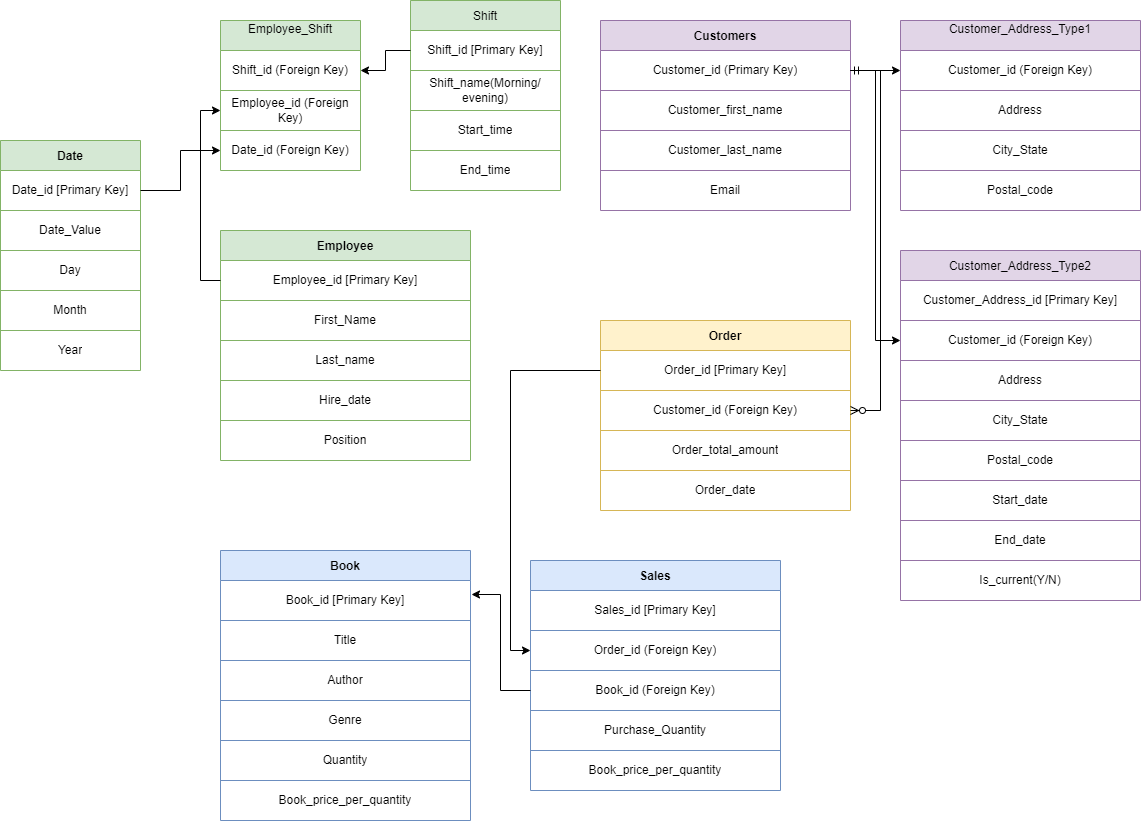 Employee_Shift
Shift_id (Foreign Key)
Employee_id (Foreign
Key)
Date_id (Foreign Key)
Shift
Shift_id [Primary Key]
Shift_name(Morning/
evening)
Start_time
End_time
Customers
Customer_id (Primary Key)
Customer_first_name
Customer_last_name
Email
Customer_Address_Type1
Customer_id (Foreign Key)
Address
City_State
Postal_code
Date
Date_id [Primary Key]
Date_Value
Day
Month
Year
Employee
Employee_id [Primary Key]
First_Name
Last_name
Hire_date
Position
Order
Order_id [Primary Key]
Customer_id (Foreign Key)
Order_total_amount
Order_date
Customer_Address_Type2
Customer_Address_id [Primary Key]
Customer_id (Foreign Key)
Address
City_State
Postal_code
Start_date
End_date
Is_current(Y/N)
Book
Book_id [Primary Key]
Title
Author
Genre
Quantity
Book_price_per_quantity
Sales
Sales_id [Primary Key]
Order_id (Foreign Key)
Book_id (Foreign Key)
Purchase_Quantity
Book_price_per_quantity